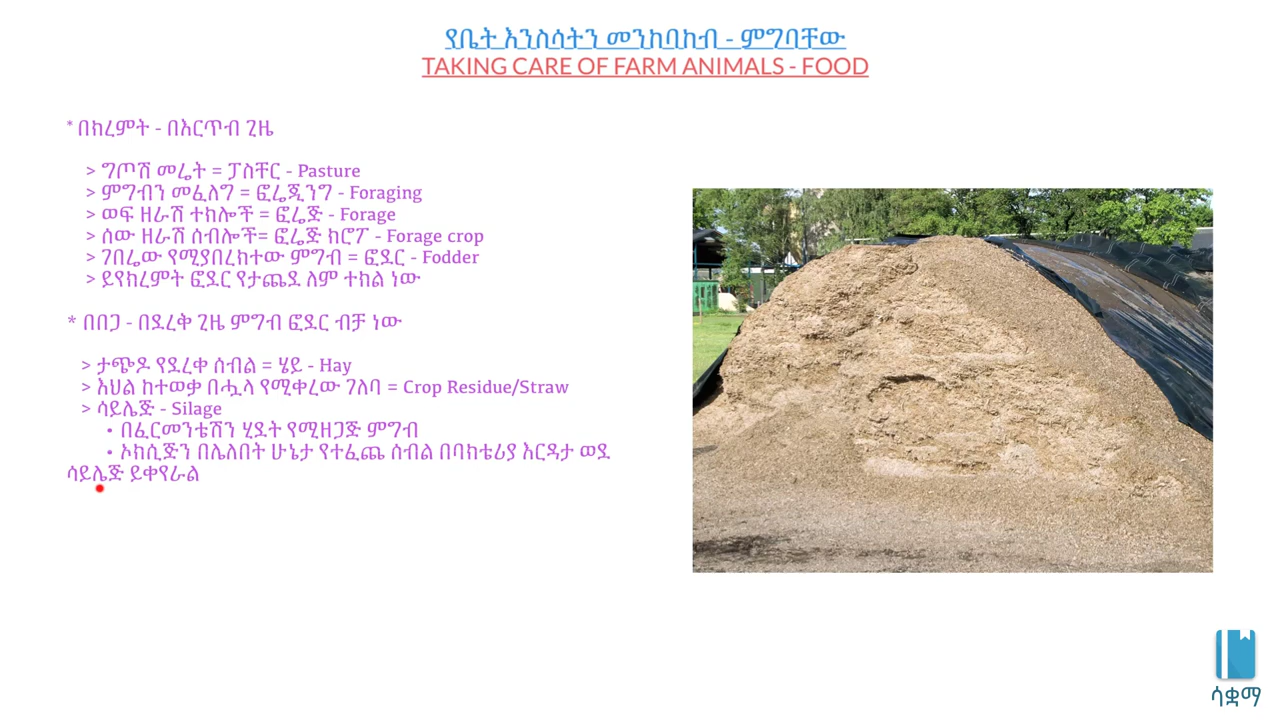 የቤት እንስሳትን መንከባከብ - ምግባቸው
TAKING CARE OF FARM ANIMALS - FOOD
* በክረምት - በእርጥብ ጊዜ
> ግጦሽ መሬት = ፓስቸር - Pasture
> ምግብን መፈለግ = ፎሬጂንግ - Foraging
> ወፍ ዘራሽ ተክሎች = ፎሬጅ - Forage
> ሰው ዘራሽ ሰብሎች= ፎሬጅ ክሮፖ - Forage crop
> ገበሬው የሚያበረክተው ምግብ = ፎደር - Fodder
> ይየክረምት ፎደር የታጨደ ለም ተክል ነው
* በበጋ - በደረቅ ጊዜ ምግብ ፎደር ብቻ ነው
> ታጭዶ የደረቀ ሰብል = ሄይ - Hay
> እህል ከተወቃ በሗላ የሚቀረው ገለባ = Crop Residue/Straw
> ሳይሌጅ - Silage
• በፈርመንቴሽን ሂደት የሚዘጋጅ ምግብ
• ኦክሲጅን በሌለበት ሁኔታ የተፈጨ ሰብል በባክቴሪያ እርዳታ ወደ
ሳይሌጅ ይቀየራል
ሳቋማ